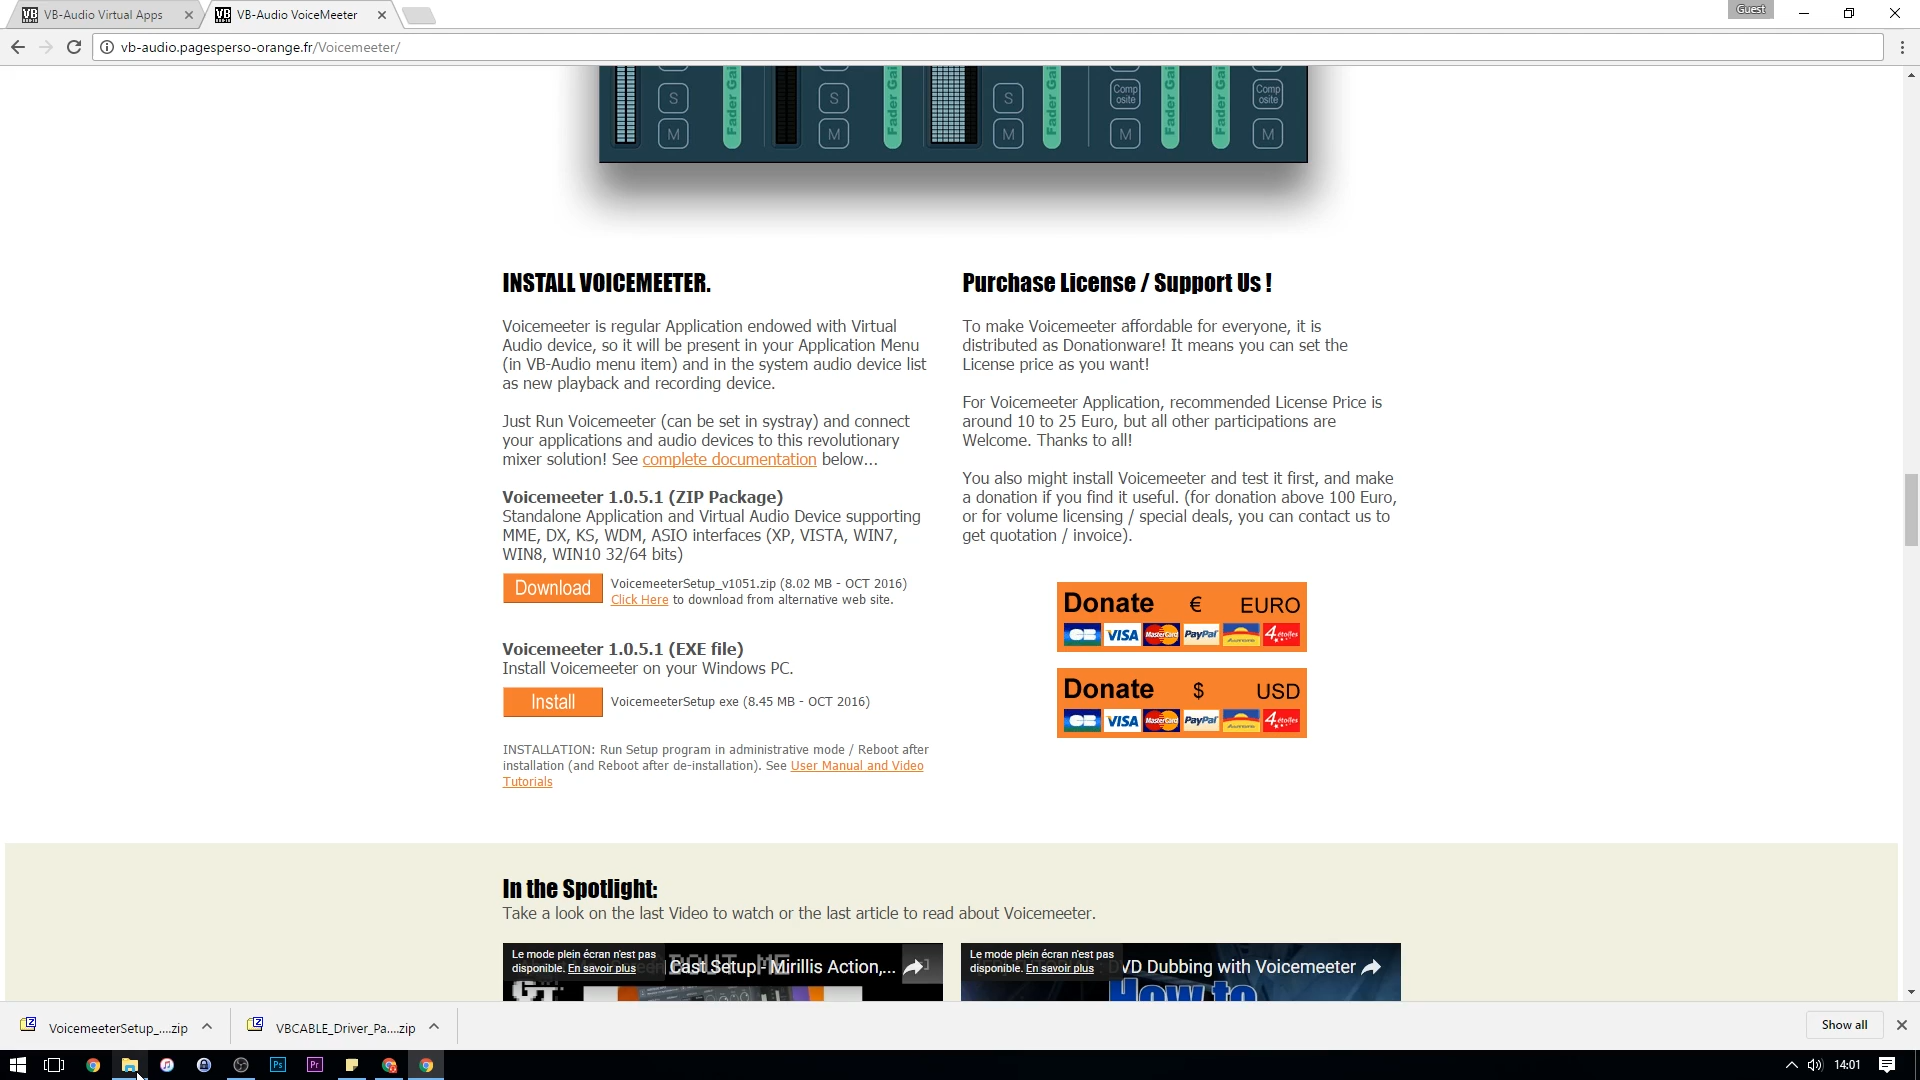 VB-Audio Virtual Apps
VB-Audio VoiceMeeter
Guest
vb-audio.pagesperso-orange.fr/Voicemeeter/
S
Fader Gai
S
Fader Gai
S
Fader Gai
Comp
osite
Fader Gai
Fader Gai
Comp
osite
M
M
M
M
M
INSTALL VOICEMEETER.
Voicemeeter is regular Application endowed with Virtual
Audio device, so it will be present in your Application Menu
(in VB-Audio menu item) and in the system audio device list
as new playback and recording device.
Just Run Voicemeeter (can be set in systray) and connect
your applications and audio devices to this revolutionary
mixer solution! See complete documentation below...
Voicemeeter 1.0.5.1 (ZIP Package)
Standalone Application and Virtual Audio Device supporting
MME, DX, KS, WDM, ASIO interfaces (XP, VISTA, WIN7,
WIN8, WIN10 32/64 bits)
Download
VoicemeeterSetup_v1051.zip (8.02 MB - OCT 2016)
Click Here to download from alternative web site.
Voicemeeter 1.0.5.1 (EXE file)
Install Voicemeeter on your Windows PC.
Install
VoicemeeterSetup exe (8.45 MB - OCT 2016)
INSTALLATION: Run Setup program in administrative mode / Reboot after
installation (and Reboot after de-installation). See User Manual and Video
Tutorials
Purchase License / Support Us !
To make Voicemeeter affordable for everyone, it is
distributed as Donationware! It means you can set the
License price as you want!
For Voicemeeter Application, recommended License Price is
around 10 to 25 Euro, but all other participations are
Welcome. Thanks to all!
You also might install Voicemeeter and test it first, and make
a donation if you find it useful. (for donation above 100 Euro,
or for volume licensing / special deals, you can contact us to
get quotation / invoice).
Donate € EURO
CB VISA MasterCard PayPal 4étoiles
Donate $ USD
CB VISA MasterCard PayPal 4étoiles
In the Spotlight:
Take a look on the last Video to watch or the last article to read about Voicemeeter.
Le mode plein écran n'est pas
disponible. En savoir plus
Cast Setup - Mirillis Action,...
Le mode plein écran n'est pas
disponible. En savoir plus
VD Dubbing with Voicemeeter
How to
VoicemeeterSetup_....zip
VBCABLE_Driver_Pa....zip
Show all
Ps
Pr
14:01